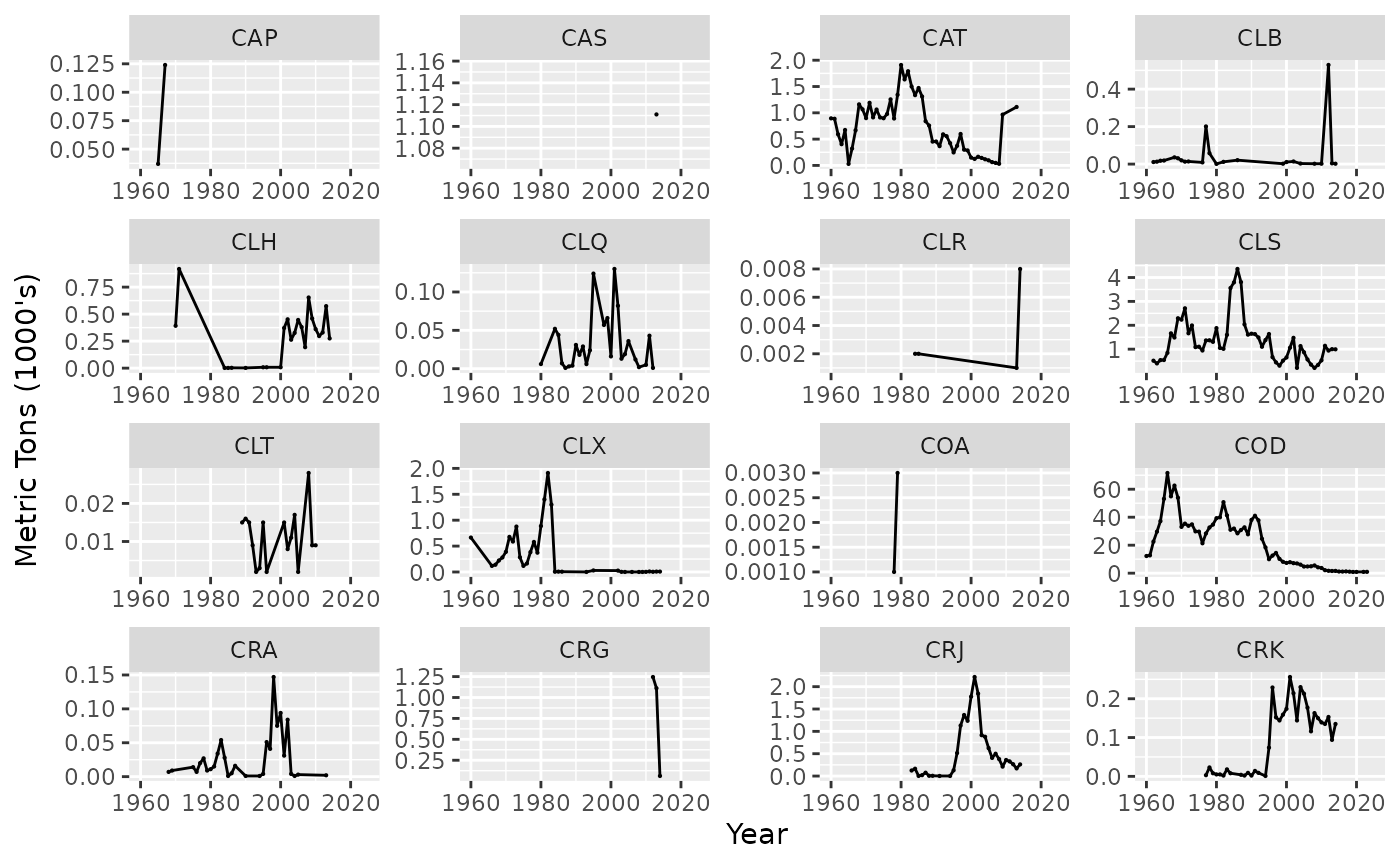 CAP CAS CAT CLB
0.125 0.100 0.075 0.050
1.16 1.14 1.12 1.10 1.08
2.0 1.5 1.0 0.5 0.0
0.4 0.2 0.0
1960 1980 2000 2020 1960 1980 2000 2020 1960 1980 2000 2020 1960 1980 2000 2020
CLH CLQ CLR CLS
0.75 0.50 0.25 0.00
0.10 0.05 0.00
0.008 0.006 0.004 0.002
4 3 2 1
1960 1980 2000 2020 1960 1980 2000 2020 1960 1980 2000 2020 1960 1980 2000 2020
CLT CLX COA COD
0.02 0.01
2.0 1.5 1.0 0.5 0.0
0.0030 0.0025 0.0020 0.0015 0.0010
60 40 20 0
1960 1980 2000 2020 1960 1980 2000 2020 1960 1980 2000 2020 1960 1980 2000 2020
CRA CRG CRJ CRK
0.15 0.10 0.05 0.00
1.25 1.00 0.75 0.50 0.25
2.0 1.5 1.0 0.5 0.0
0.2 0.1 0.0
1960 1980 2000 2020 1960 1980 2000 2020 1960 1980 2000 2020 1960 1980 2000 2020
Metric Tons (1000's)
Year